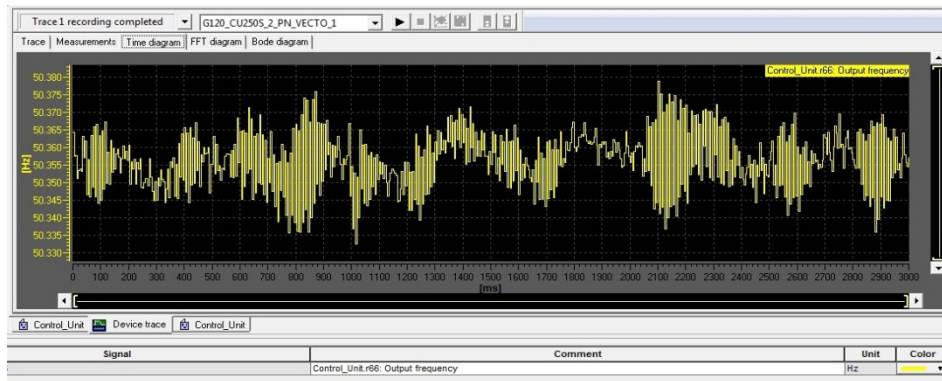 Trace 1 recording completed G120_CU250S_2_PN_VECTO_1
Trace Measurements Time diagram FFT diagram Bode diagram
Control_Unit.r66: Output frequency
50.380
50.375
50.370
50.365
50.360
50.355
50.350
50.345
50.340
50.335
50.330
[Hz]
0 100 200 300 400 500 600 700 800 900 1000 1100 1200 1300 1400 1500 1600 1700 1800 1900 2000 2100 2200 2300 2400 2500 2600 2700 2800 2900 3000
[ms]
Control_Unit Device trace Control_Unit
Signal Comment Unit Color
Control_Unit.r66: Output frequency Hz